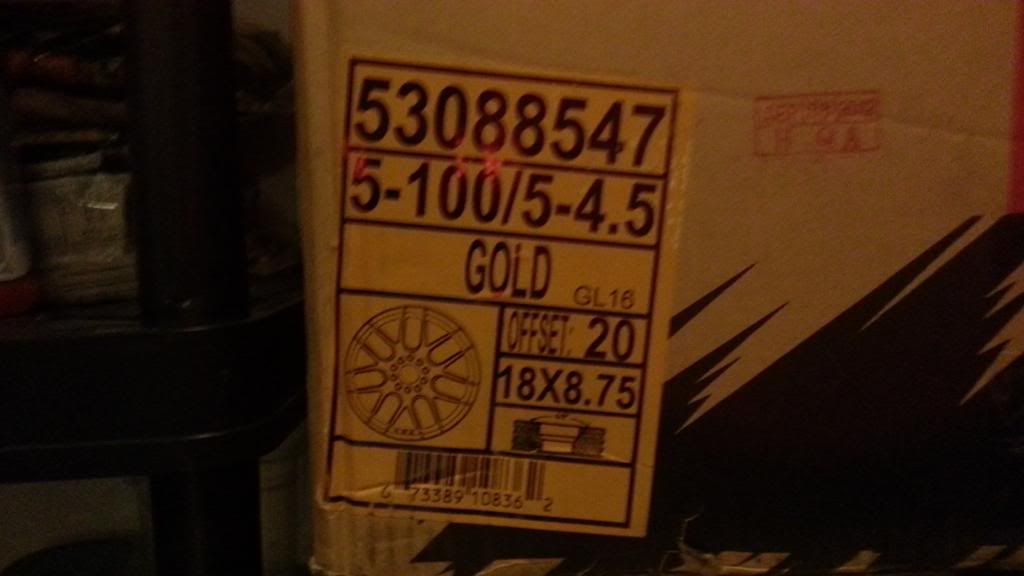 53088547
5-100/5-4.5
GOLD
GL16
OFFSET: 20
18X8.75
6 73389 10836 2